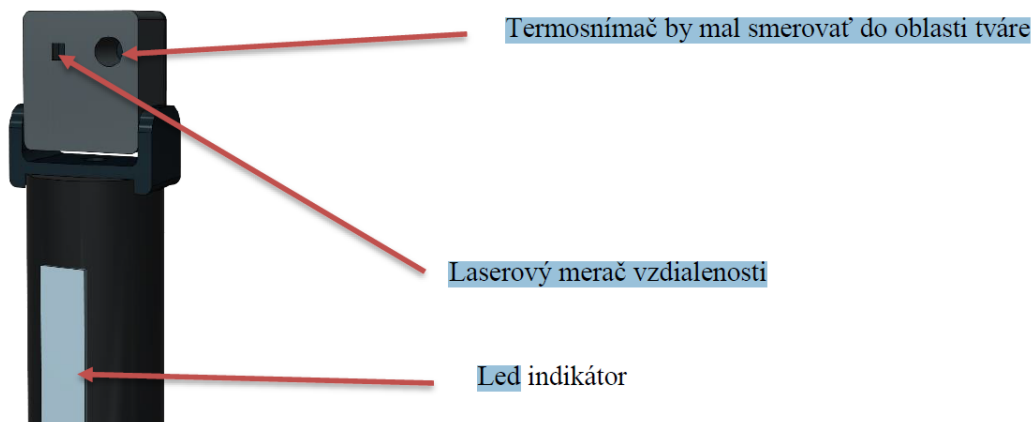 Termosnímač by mal smerovať do oblasti tváre
Laserový merač vzdialenosti
Led indikátor